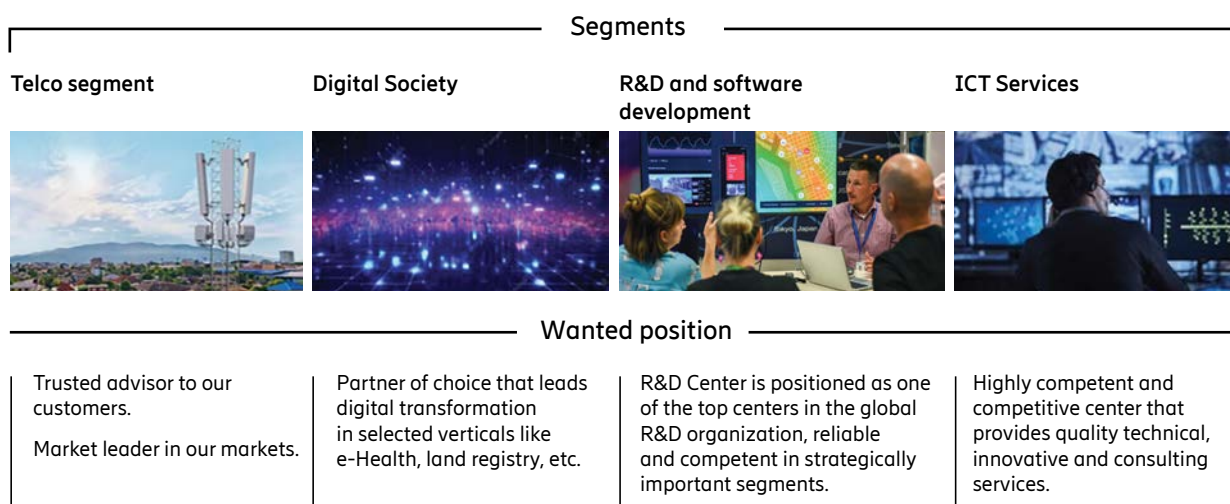 Segments
Telco segment
Digital Society
R&D and software
development
ICT Services
Tokyo, Japan
Wanted position
Trusted advisor to our
customers.
Market leader in our markets.
Partner of choice that leads
digital transformation
in selected verticals like
e-Health, land registry, etc.
R&D Center is positioned as one
of the top centers in the global
R&D organization, reliable
and competent in strategically
important segments.
Highly competent and
competitive center that
provides quality technical,
innovative and consulting
services.